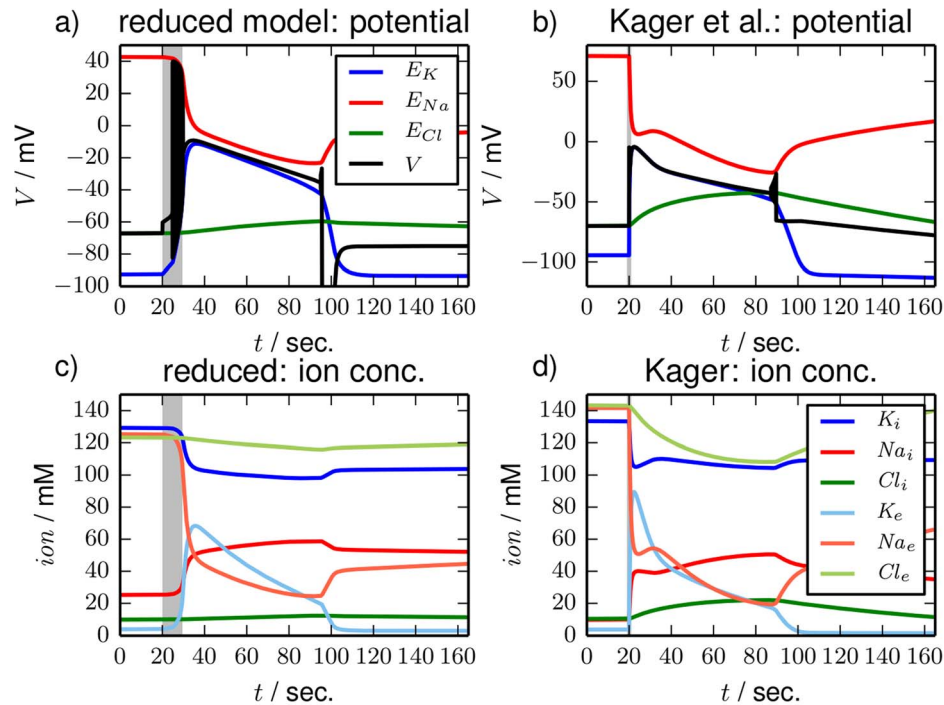 a) reduced model: potential
40
20
0
−20
−40
−60
−80
−100
V / mV
E_K
E_{Na}
E_{Cl}
V
0 20 40 60 80 100 120 140 160
t / sec.
b) Kager et al.: potential
50
0
−50
−100
V / mV
0 20 40 60 80 100 120 140 160
t / sec.
c) reduced: ion conc.
140
120
100
80
60
40
20
0
ion / mM
0 20 40 60 80 100 120 140 160
t / sec.
d) Kager: ion conc.
140
120
100
80
60
40
20
0
ion / mM
K_i
Na_i
Cl_i
K_e
Na_e
Cl_e
0 20 40 60 80 100 120 140 160
t / sec.